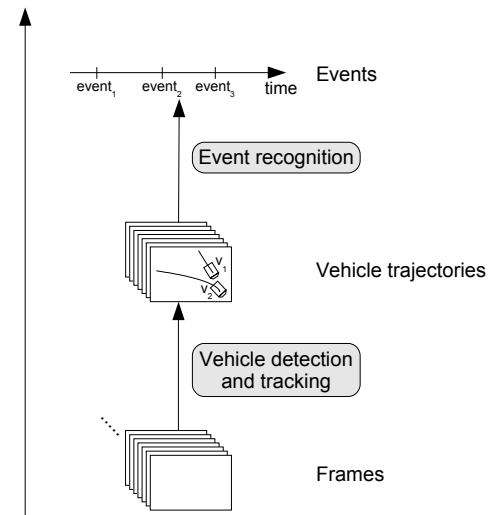 Events
event₁ event₂ event₃ time
Event recognition
V₁
V₂
Vehicle trajectories
Vehicle detection
and tracking
Frames